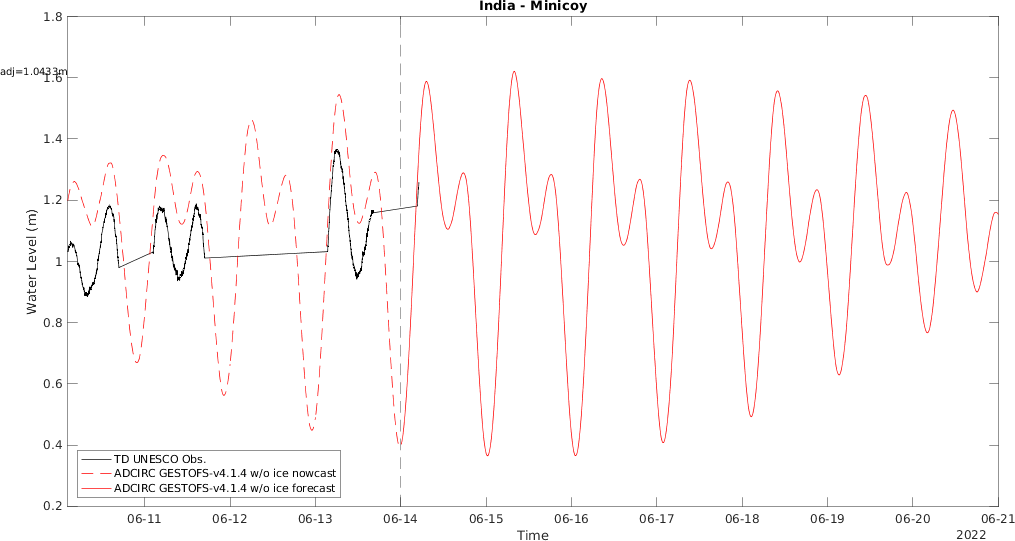 India - Minicoy
adj=1.0433m
1.8
1.6
1.4
1.2
1
0.8
0.6
0.4
0.2
Water Level (m)
TD UNESCO Obs.
ADCIRC GESTOFS-v4.1.4 w/o ice nowcast
ADCIRC GESTOFS-v4.1.4 w/o ice forecast
06-11 06-12 06-13 06-14 06-15 06-16 06-17 06-18 06-19 06-20 06-21
Time
2022